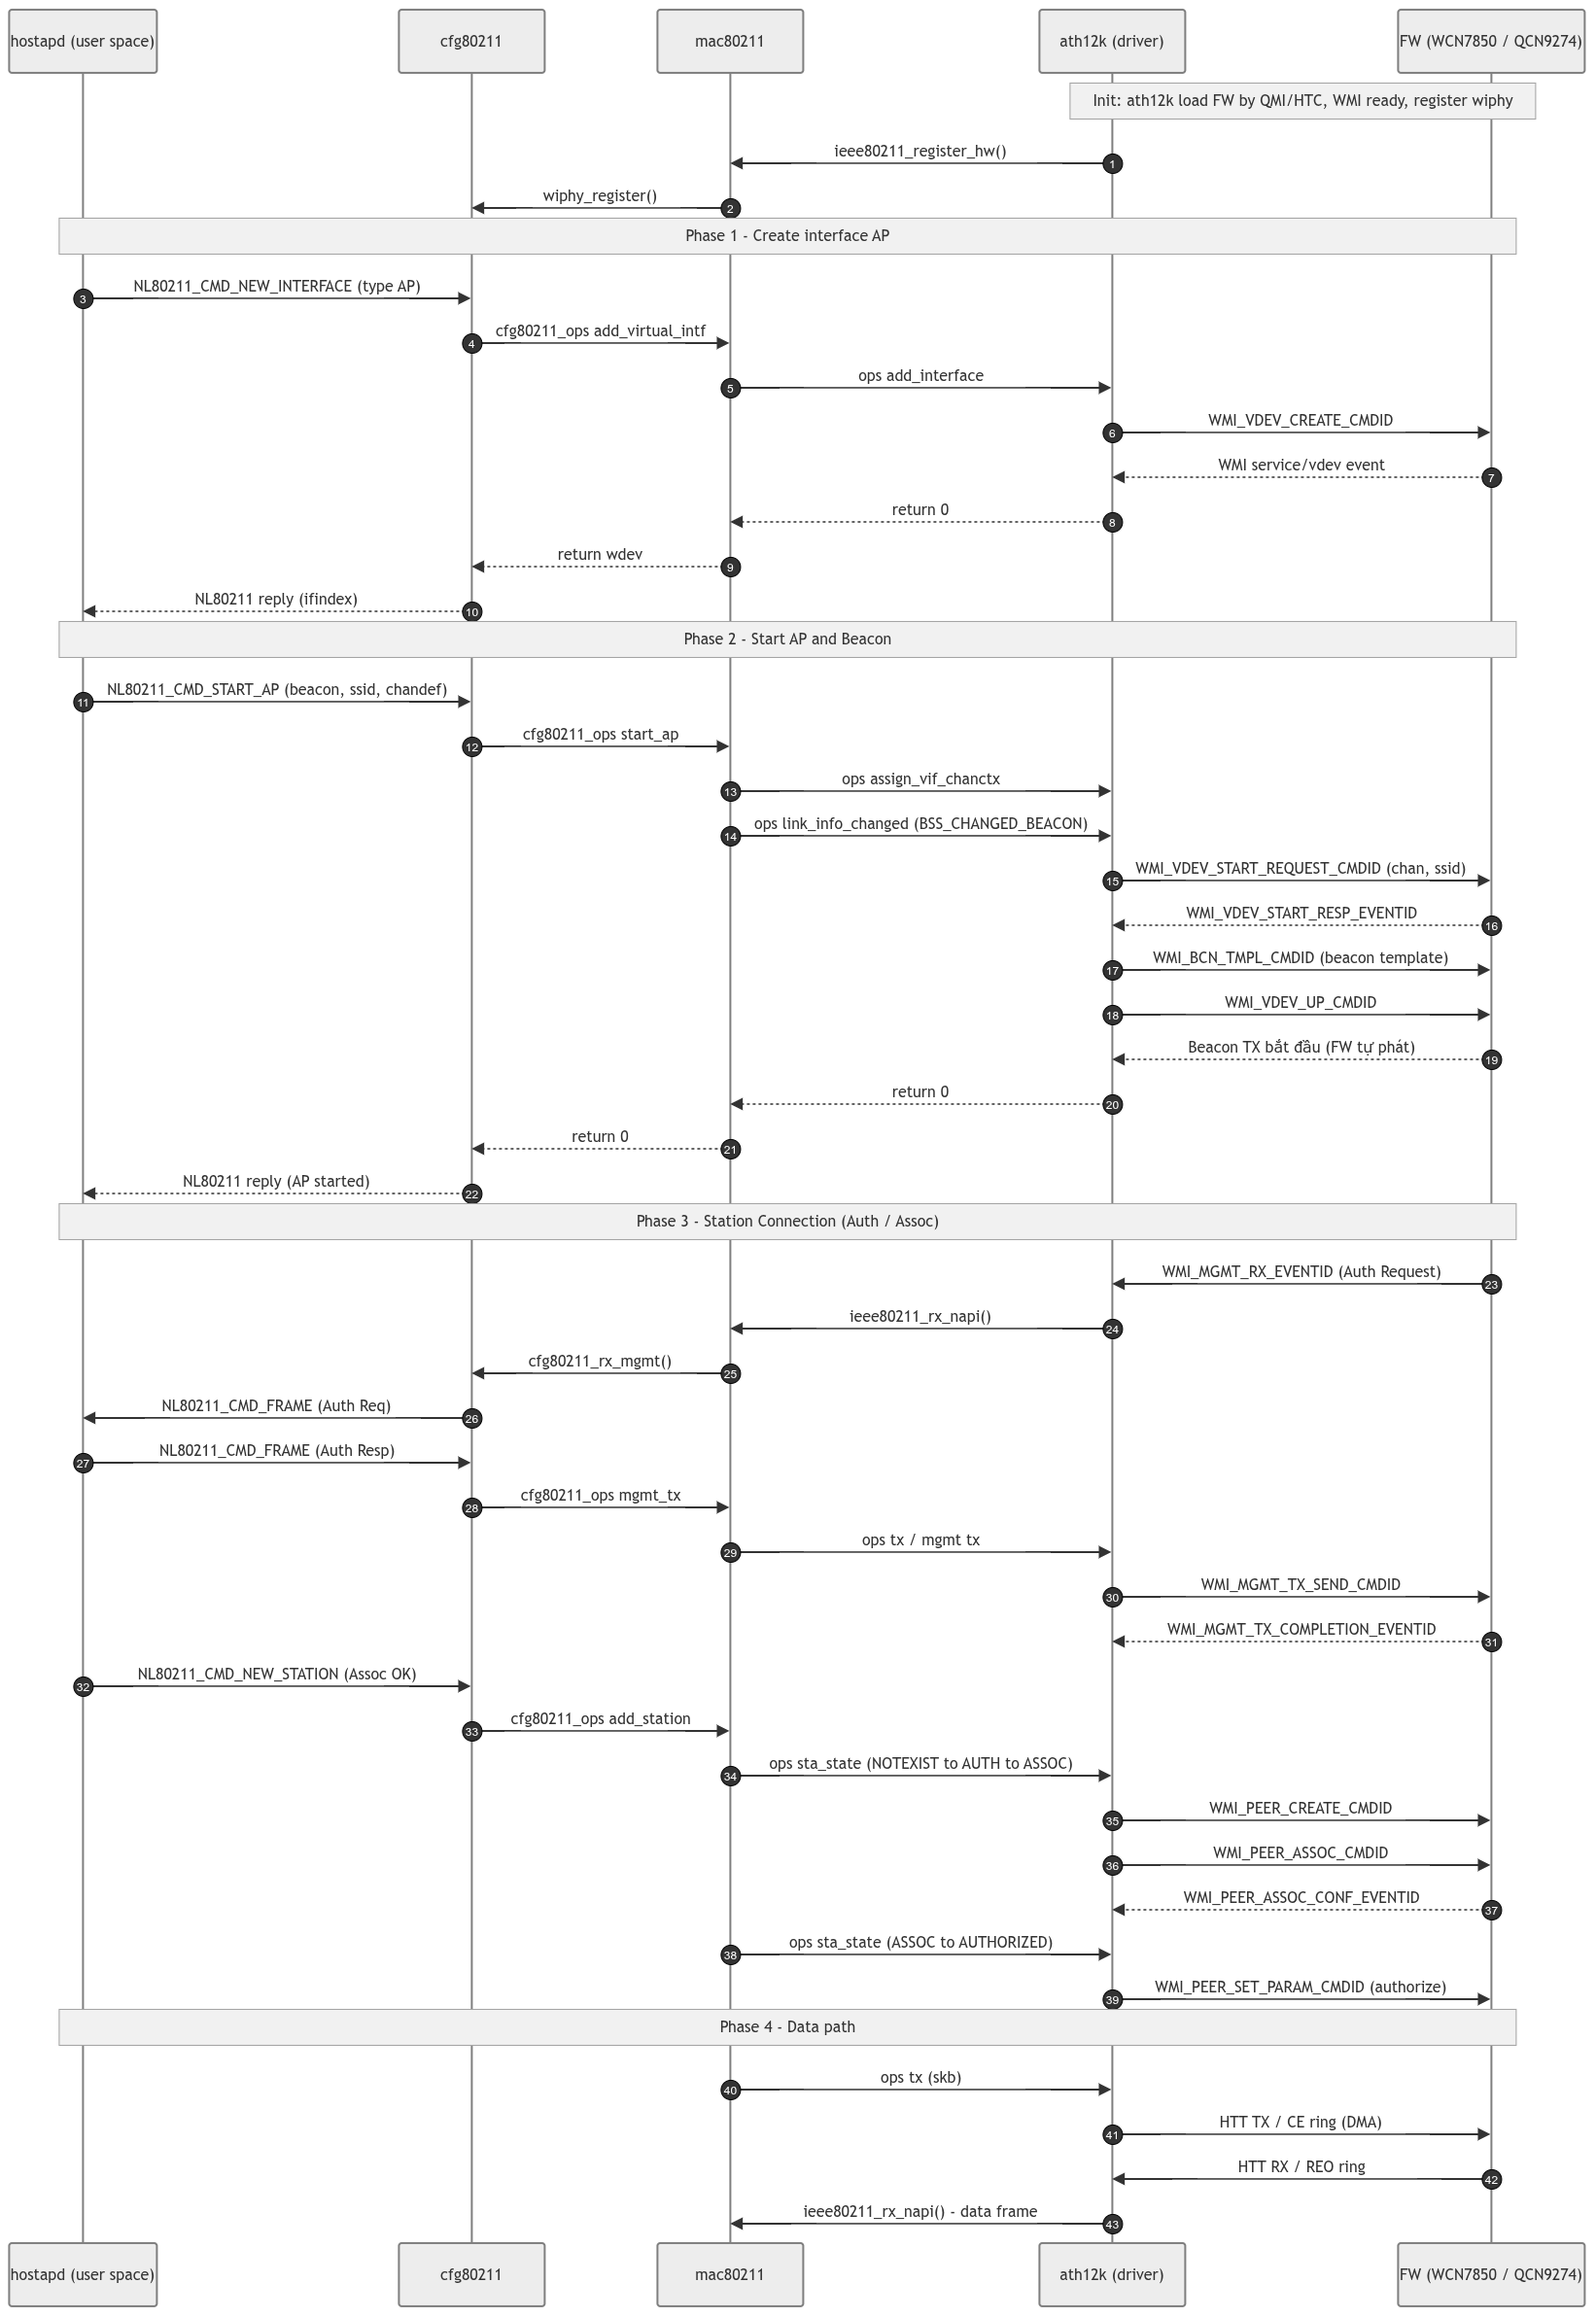 hostapd (user space)
cfg80211
mac80211
ath12k (driver)
FW (WCN7850 / QCN9274)
Init: ath12k load FW by QMI/HTC, WMI ready, register wiphy
ieee80211_register_hw()
1
wiphy_register()
2
Phase 1 - Create interface AP
NL80211_CMD_NEW_INTERFACE (type AP)
3
cfg80211_ops add_virtual_intf
4
ops add_interface
5
WMI_VDEV_CREATE_CMDID
6
WMI service/vdev event
7
return 0
8
return wdev
9
NL80211 reply (ifindex)
10
Phase 2 - Start AP and Beacon
NL80211_CMD_START_AP (beacon, ssid, chandef)
11
cfg80211_ops start_ap
12
ops assign_vif_chanctx
13
ops link_info_changed (BSS_CHANGED_BEACON)
14
WMI_VDEV_START_REQUEST_CMDID (chan, ssid)
15
WMI_VDEV_START_RESP_EVENTID
16
WMI_BCN_TMPL_CMDID (beacon template)
17
WMI_VDEV_UP_CMDID
18
Beacon TX bắt đầu (FW tự phát)
19
return 0
20
return 0
21
NL80211 reply (AP started)
22
Phase 3 - Station Connection (Auth / Assoc)
WMI_MGMT_RX_EVENTID (Auth Request)
23
ieee80211_rx_napi()
24
cfg80211_rx_mgmt()
25
NL80211_CMD_FRAME (Auth Req)
26
NL80211_CMD_FRAME (Auth Resp)
27
cfg80211_ops mgmt_tx
28
ops tx / mgmt tx
29
WMI_MGMT_TX_SEND_CMDID
30
WMI_MGMT_TX_COMPLETION_EVENTID
31
NL80211_CMD_NEW_STATION (Assoc OK)
32
cfg80211_ops add_station
33
ops sta_state (NOTEXIST to AUTH to ASSOC)
34
WMI_PEER_CREATE_CMDID
35
WMI_PEER_ASSOC_CMDID
36
WMI_PEER_ASSOC_CONF_EVENTID
37
ops sta_state (ASSOC to AUTHORIZED)
38
WMI_PEER_SET_PARAM_CMDID (authorize)
39
Phase 4 - Data path
ops tx (skb)
40
HTT TX / CE ring (DMA)
41
HTT RX / REO ring
42
ieee80211_rx_napi() - data frame
43
hostapd (user space)
cfg80211
mac80211
ath12k (driver)
FW (WCN7850 / QCN9274)